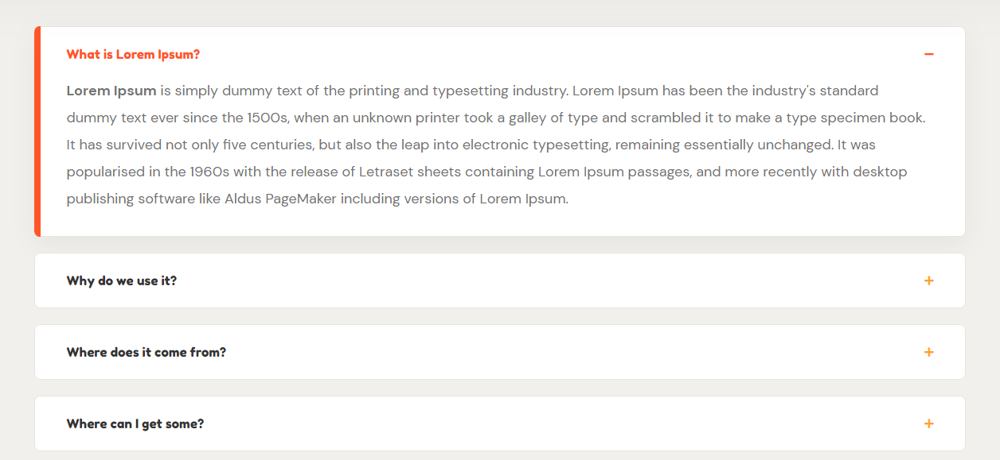 What is Lorem Ipsum?
Lorem Ipsum is simply dummy text of the printing and typesetting industry. Lorem Ipsum has been the industry's standard
dummy text ever since the 1500s, when an unknown printer took a galley of type and scrambled it to make a type specimen book.
It has survived not only five centuries, but also the leap into electronic typesetting, remaining essentially unchanged. It was
popularised in the 1960s with the release of Letraset sheets containing Lorem Ipsum passages, and more recently with desktop
publishing software like Aldus PageMaker including versions of Lorem Ipsum.
Why do we use it?
Where does it come from?
Where can I get some?